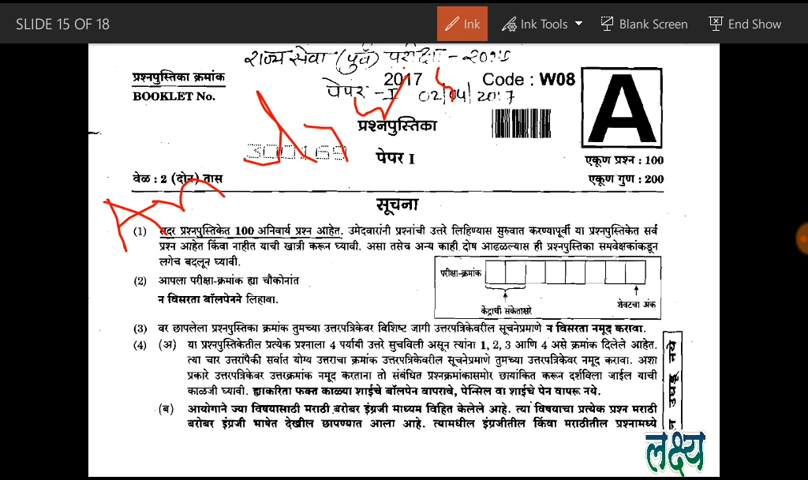 SLIDE 15 OF 18
Ink
Ink Tools
Blank Screen
End Show
राज्य सेवा (पुर्व) परीक्षा - २०१७
प्रश्नपुस्तिका क्रमांक
2017
Code : W08
BOOKLET No.
पेपर - I 02/04/2017
A
प्रश्नपुस्तिका
300169
पेपर I
एकूण प्रश्न : 100
वेळ : 2 (दोन) तास
एकूण गुण : 200
सूचना
(1) सदर प्रश्नपुस्तिकेत 100 अनिवार्य प्रश्न आहेत. उमेदवारांनी प्रश्नांची उत्तरे लिहिण्यास सुरुवात करण्यापूर्वी या प्रश्नपुस्तिकेत सर्व
प्रश्न आहेत किंवा नाहीत याची खात्री करून घ्यावी. असा तसेच अन्य काही दोष आढळल्यास ही प्रश्नपुस्तिका समवेक्षकांकडून
लगेच बदलून घ्यावी.
परीक्षा-क्रमांक
(2) आपला परीक्षा-क्रमांक ह्या चौकोनांत
न विसरता बॉलपेनने लिहावा.
केंद्राची संकेताक्षरे
शेवटचा अंक
(3) वर छापलेला प्रश्नपुस्तिका क्रमांक तुमच्या उत्तरपत्रिकेवर विशिष्ट जागी उत्तरपत्रिकेवरील सूचनेप्रमाणे न विसरता नमूद करावा.
(4) (अ) या प्रश्नपुस्तिकेतील प्रत्येक प्रश्नाला 4 पर्यायी उत्तरे सुचविली असून त्यांना 1, 2, 3 आणि 4 असे क्रमांक दिलेले आहेत.
त्या चार उत्तरांपैकी सर्वात योग्य उत्तराचा क्रमांक उत्तरपत्रिकेवरील सूचनेप्रमाणे तुमच्या उत्तरपत्रिकेवर नमूद करावा. अशा
प्रकारे उत्तरपत्रिकेवर उत्तरक्रमांक नमूद करताना तो संबंधित प्रश्नक्रमांकासमोर छायांकित करून दर्शविला जाईल याची
काळजी घ्यावी. ह्याकरिता फक्त काळ्या शाईचे बॉलपेन वापरावे, पेन्सिल वा शाईचे पेन वापरू नये.
(ब) आयोगाने ज्या विषयासाठी मराठी बरोबर इंग्रजी माध्यम विहित केलेले आहे. त्या विषयाचा प्रत्येक प्रश्न मराठी
बरोबर इंग्रजी भाषेत देखील छापण्यात आला आहे. त्यामधील इंग्रजीतील किंवा मराठीतील प्रश्नामध्ये
लक्ष्य